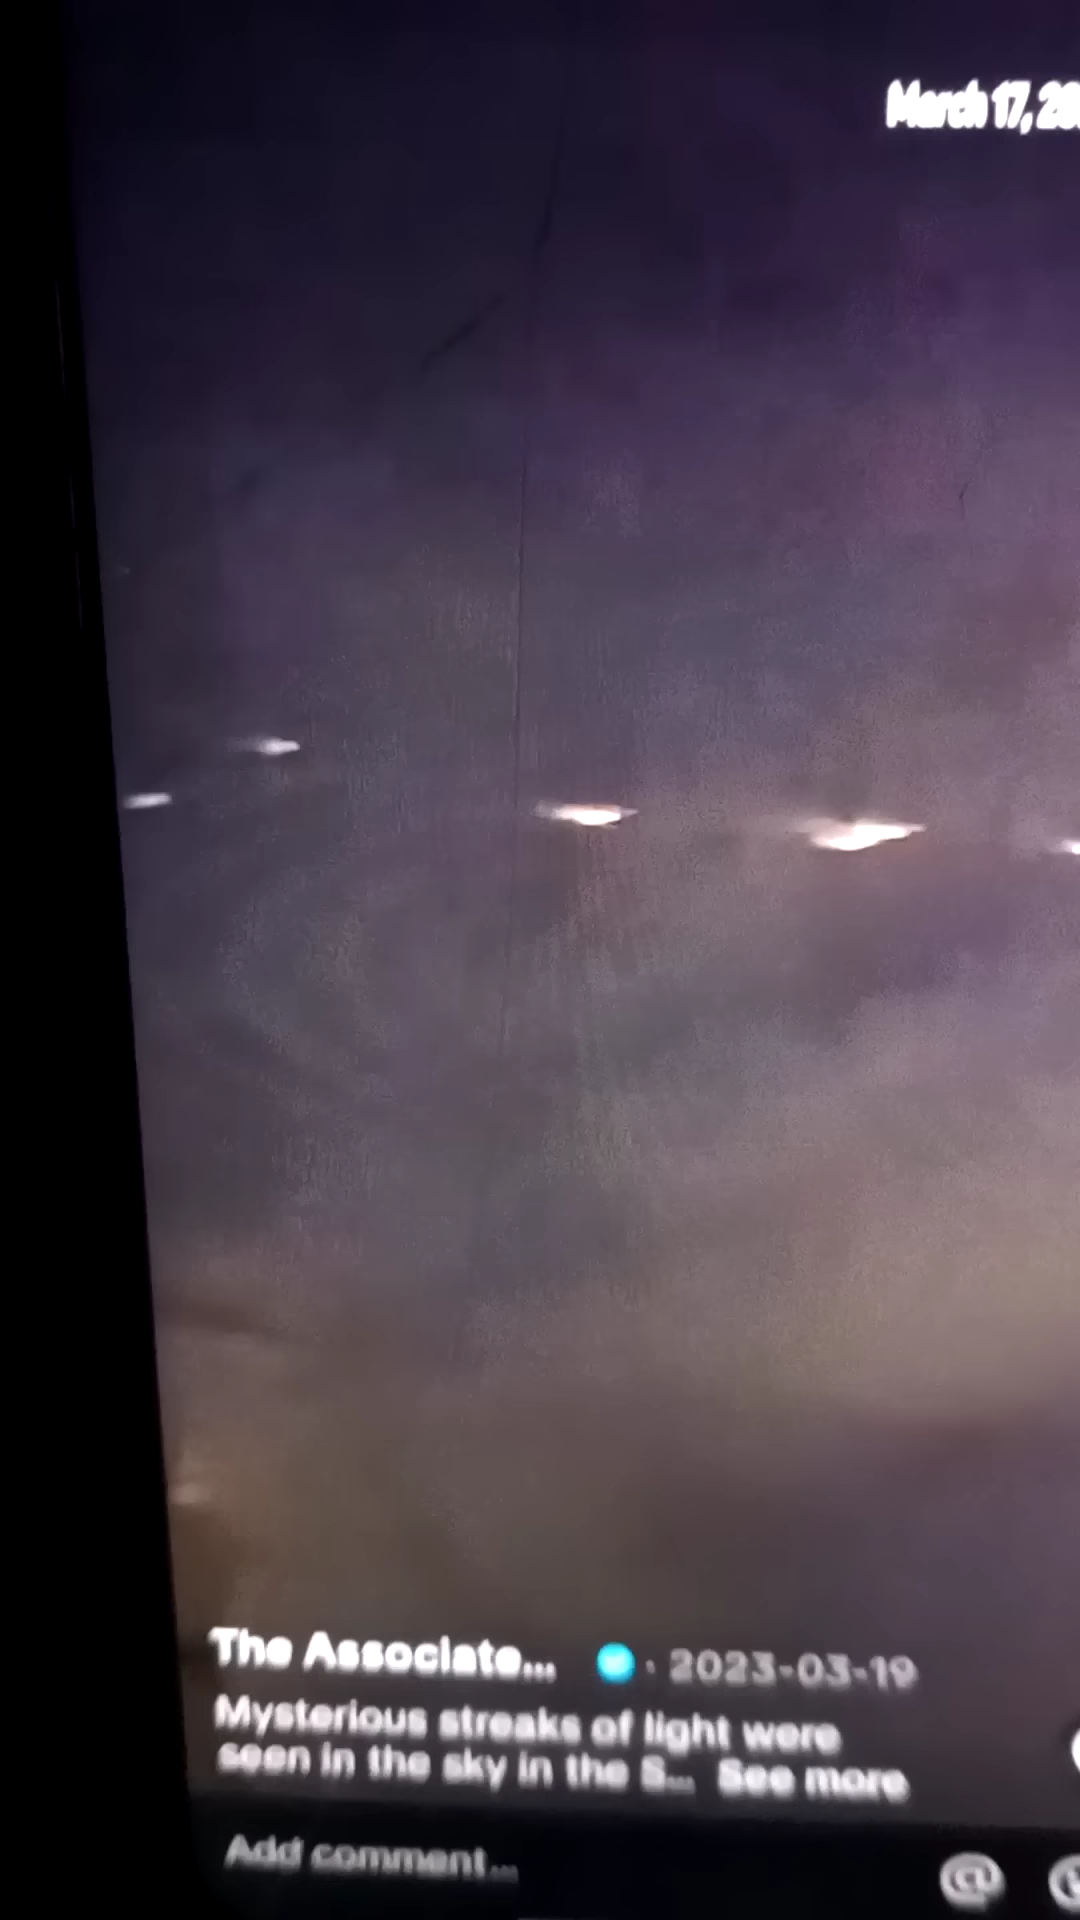 March 17, 20
The Associate... · 2023-03-19
Mysterious streaks of light were
seen in the sky in the S... See more
Add comment...
@